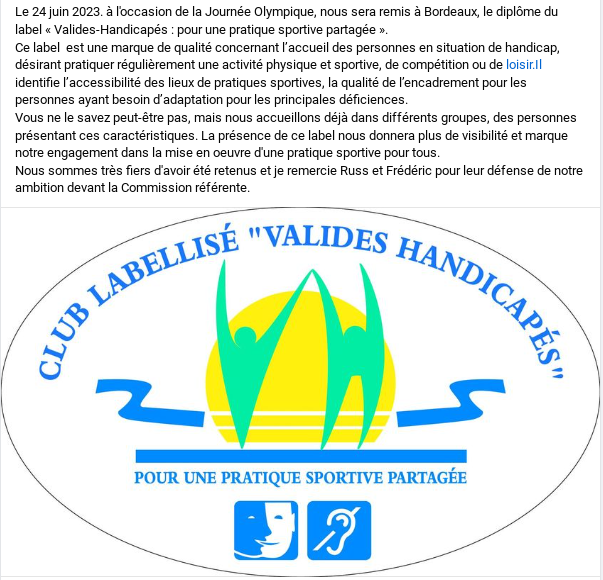 Le 24 juin 2023. à l'occasion de la Journée Olympique, nous sera remis à Bordeaux, le diplôme du
label « Valides-Handicapés : pour une pratique sportive partagée ».
Ce label  est une marque de qualité concernant l’accueil des personnes en situation de handicap,
désirant pratiquer régulièrement une activité physique et sportive, de compétition ou de loisir.Il
identifie l’accessibilité des lieux de pratiques sportives, la qualité de l’encadrement pour les
personnes ayant besoin d’adaptation pour les principales déficiences.
Vous ne le savez peut-être pas, mais nous accueillons déjà dans différents groupes, des personnes
présentant ces caractéristiques. La présence de ce label nous donnera plus de visibilité et marque
notre engagement dans la mise en oeuvre d'une pratique sportive pour tous.
Nous sommes très fiers d'avoir été retenus et je remercie Russ et Frédéric pour leur défense de notre
ambition devant la Commission référente.
CLUB LABELLISÉ "VALIDES HANDICAPÉS"
POUR UNE PRATIQUE SPORTIVE PARTAGÉE